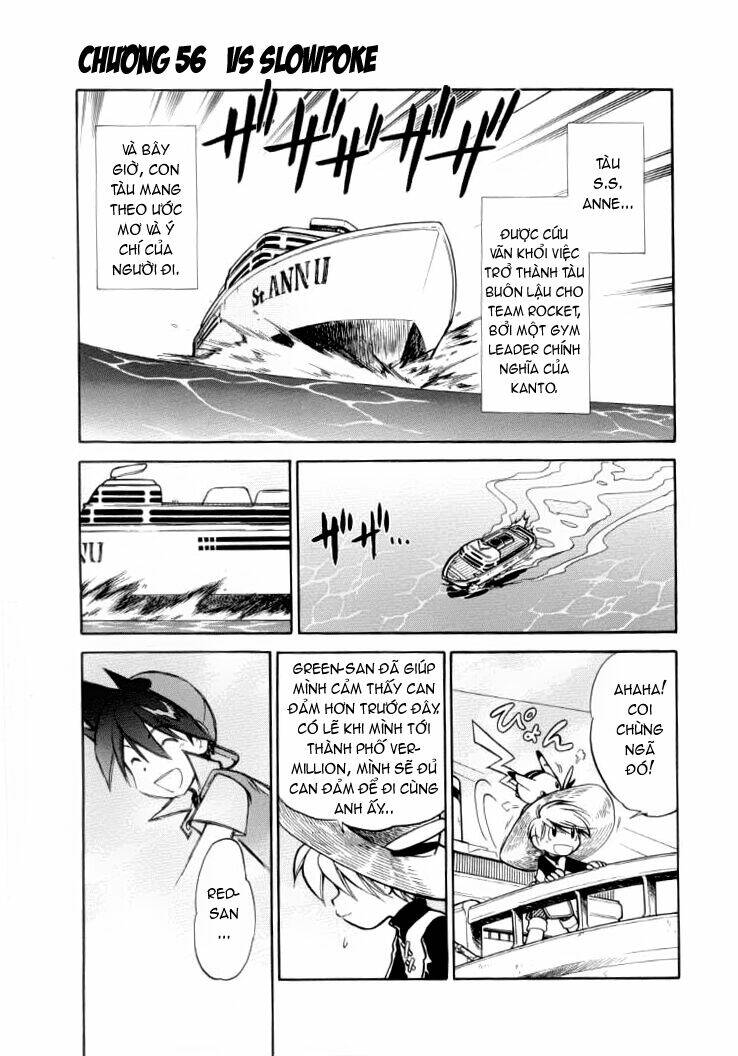 CHƯƠNG 56 VS SLOWPOKE
ザザザザザ
TÀU
S.S.
ANNE...
ĐƯỢC CỨU
VÃN KHỎI VIỆC
TRỞ THÀNH TÀU
BUÔN LẬU CHO
TEAM ROCKET,
BỞI MỘT GYM
LEADER CHÍNH
NGHĨA CỦA
KANTO.
VÀ BÂY
GIỜ, CON
TÀU MANG
THEO ƯỚC
MƠ VÀ Ý
CHÍ CỦA
NGƯỜI ĐI.
St. ANNU
ザザ...
NNU
AHAHA!
COI
CHỪNG
NGÃ
ĐÓ!
ぴょん
GREEN-SAN ĐÃ GIÚP
MÌNH CẢM THẤY CAN
ĐẢM HƠN TRƯỚC ĐÂY.
CÓ LẼ KHI MÌNH TỚI
THÀNH PHỐ VER-
MILLION, MÌNH SẼ ĐỦ
CAN ĐẢM ĐỂ ĐI CÙNG
ANH ẤY...
RED-
SAN
...